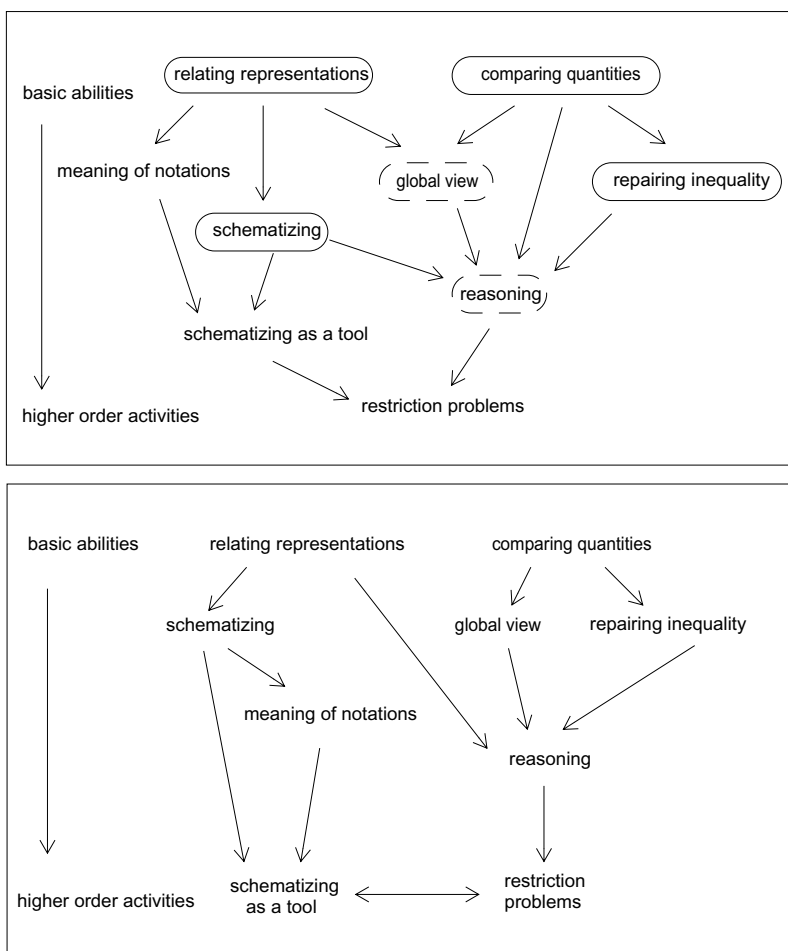 relating representations
comparing quantities
basic abilities
meaning of notations
global view
repairing inequality
schematizing
reasoning
schematizing as a tool
restriction problems
higher order activities
basic abilities
relating representations
comparing quantities
schematizing
global view
repairing inequality
meaning of notations
reasoning
higher order activities
schematizing
as a tool
restriction
problems